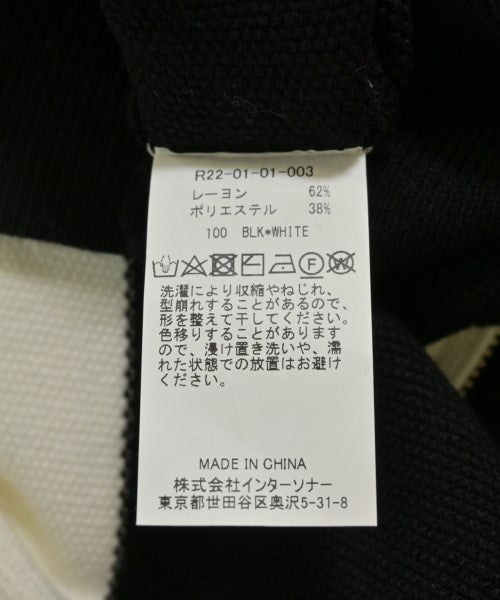 R22-01-01-003
レーヨン 62%
ポリエステル 38%
100 BLK*WHITE
F W
洗濯により収縮やねじれ、
型崩れすることがあるので、
形を整えて干してください。
色移りすることがあります
ので、浸け置き洗いや、濡
れた状態での放置はお避け
ください。
MADE IN CHINA
株式会社インターソナー
東京都世田谷区奥沢5-31-8